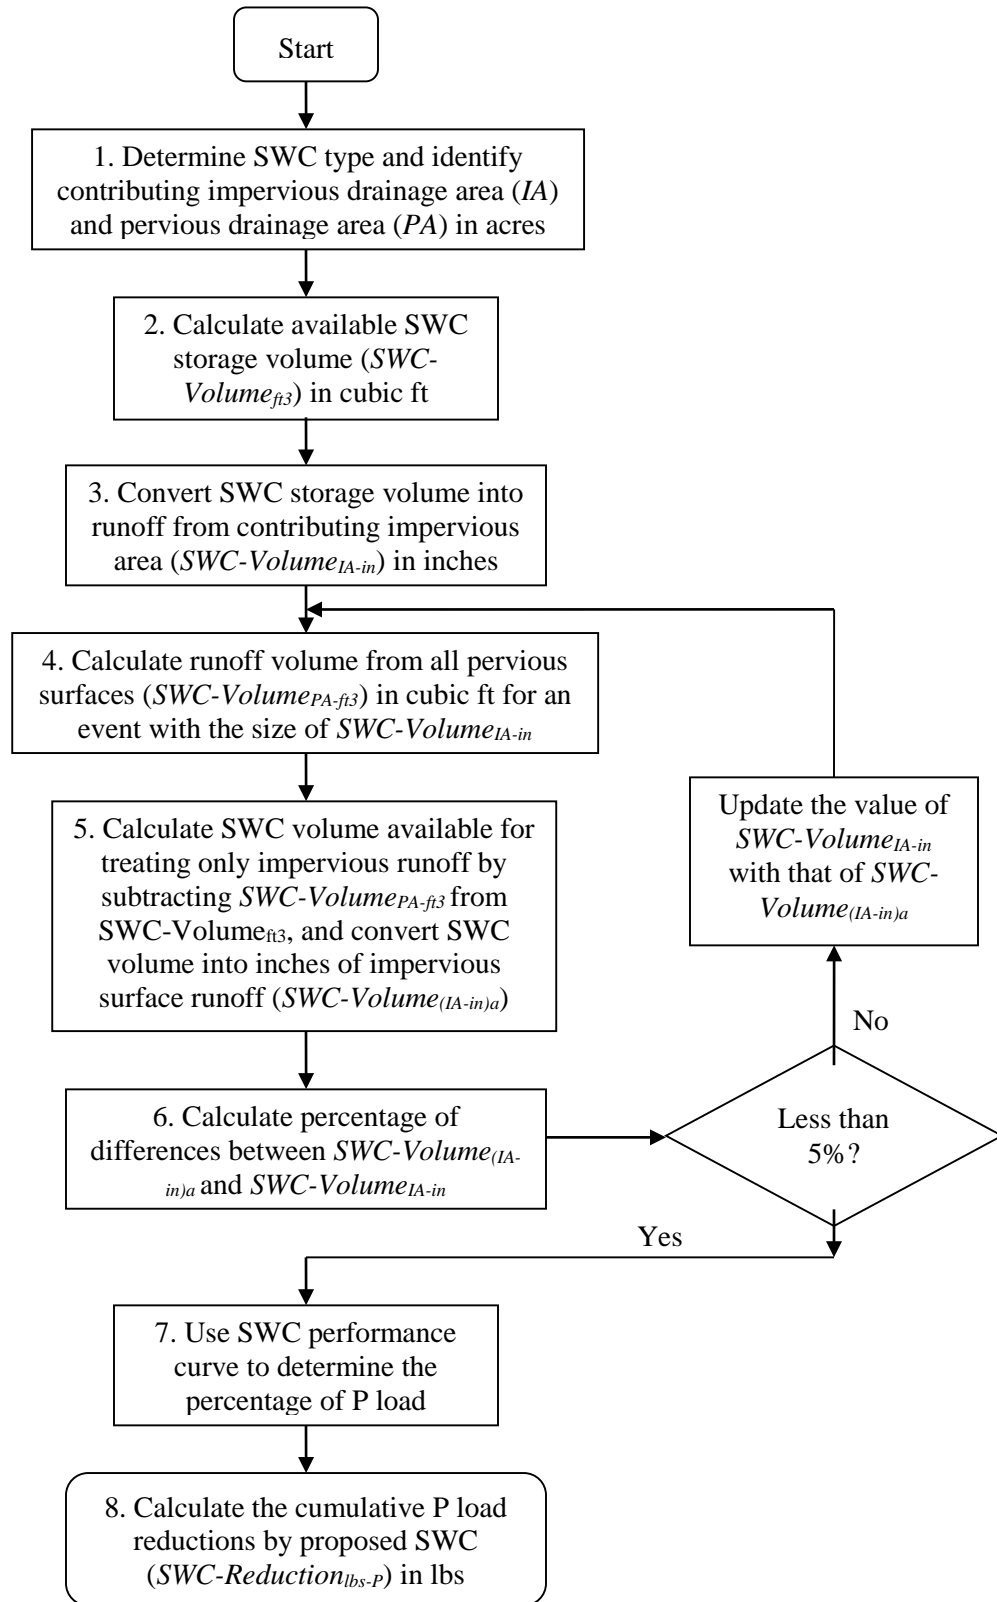 Start
1. Determine SWC type and identify
contributing impervious drainage area (IA)
and pervious drainage area (PA) in acres
2. Calculate available SWC
storage volume (SWC-
Volumeft3) in cubic ft
3. Convert SWC storage volume into
runoff from contributing impervious
area (SWC-VolumeIA-in) in inches
4. Calculate runoff volume from all pervious
surfaces (SWC-VolumePA-ft3) in cubic ft for an
event with the size of SWC-VolumeIA-in
5. Calculate SWC volume available for
treating only impervious runoff by
subtracting SWC-VolumePA-ft3 from
SWC-Volumeft3, and convert SWC
volume into inches of impervious
surface runoff (SWC-Volume(IA-in)a)
Update the value of
SWC-VolumeIA-in
with that of SWC-
Volume(IA-in)a
No
6. Calculate percentage of
differences between SWC-Volume(IA-
in)a and SWC-VolumeIA-in
Less than
5%?
Yes
7. Use SWC performance
curve to determine the
percentage of P load
8. Calculate the cumulative P load
reductions by proposed SWC
(SWC-Reductionlbs-P) in lbs